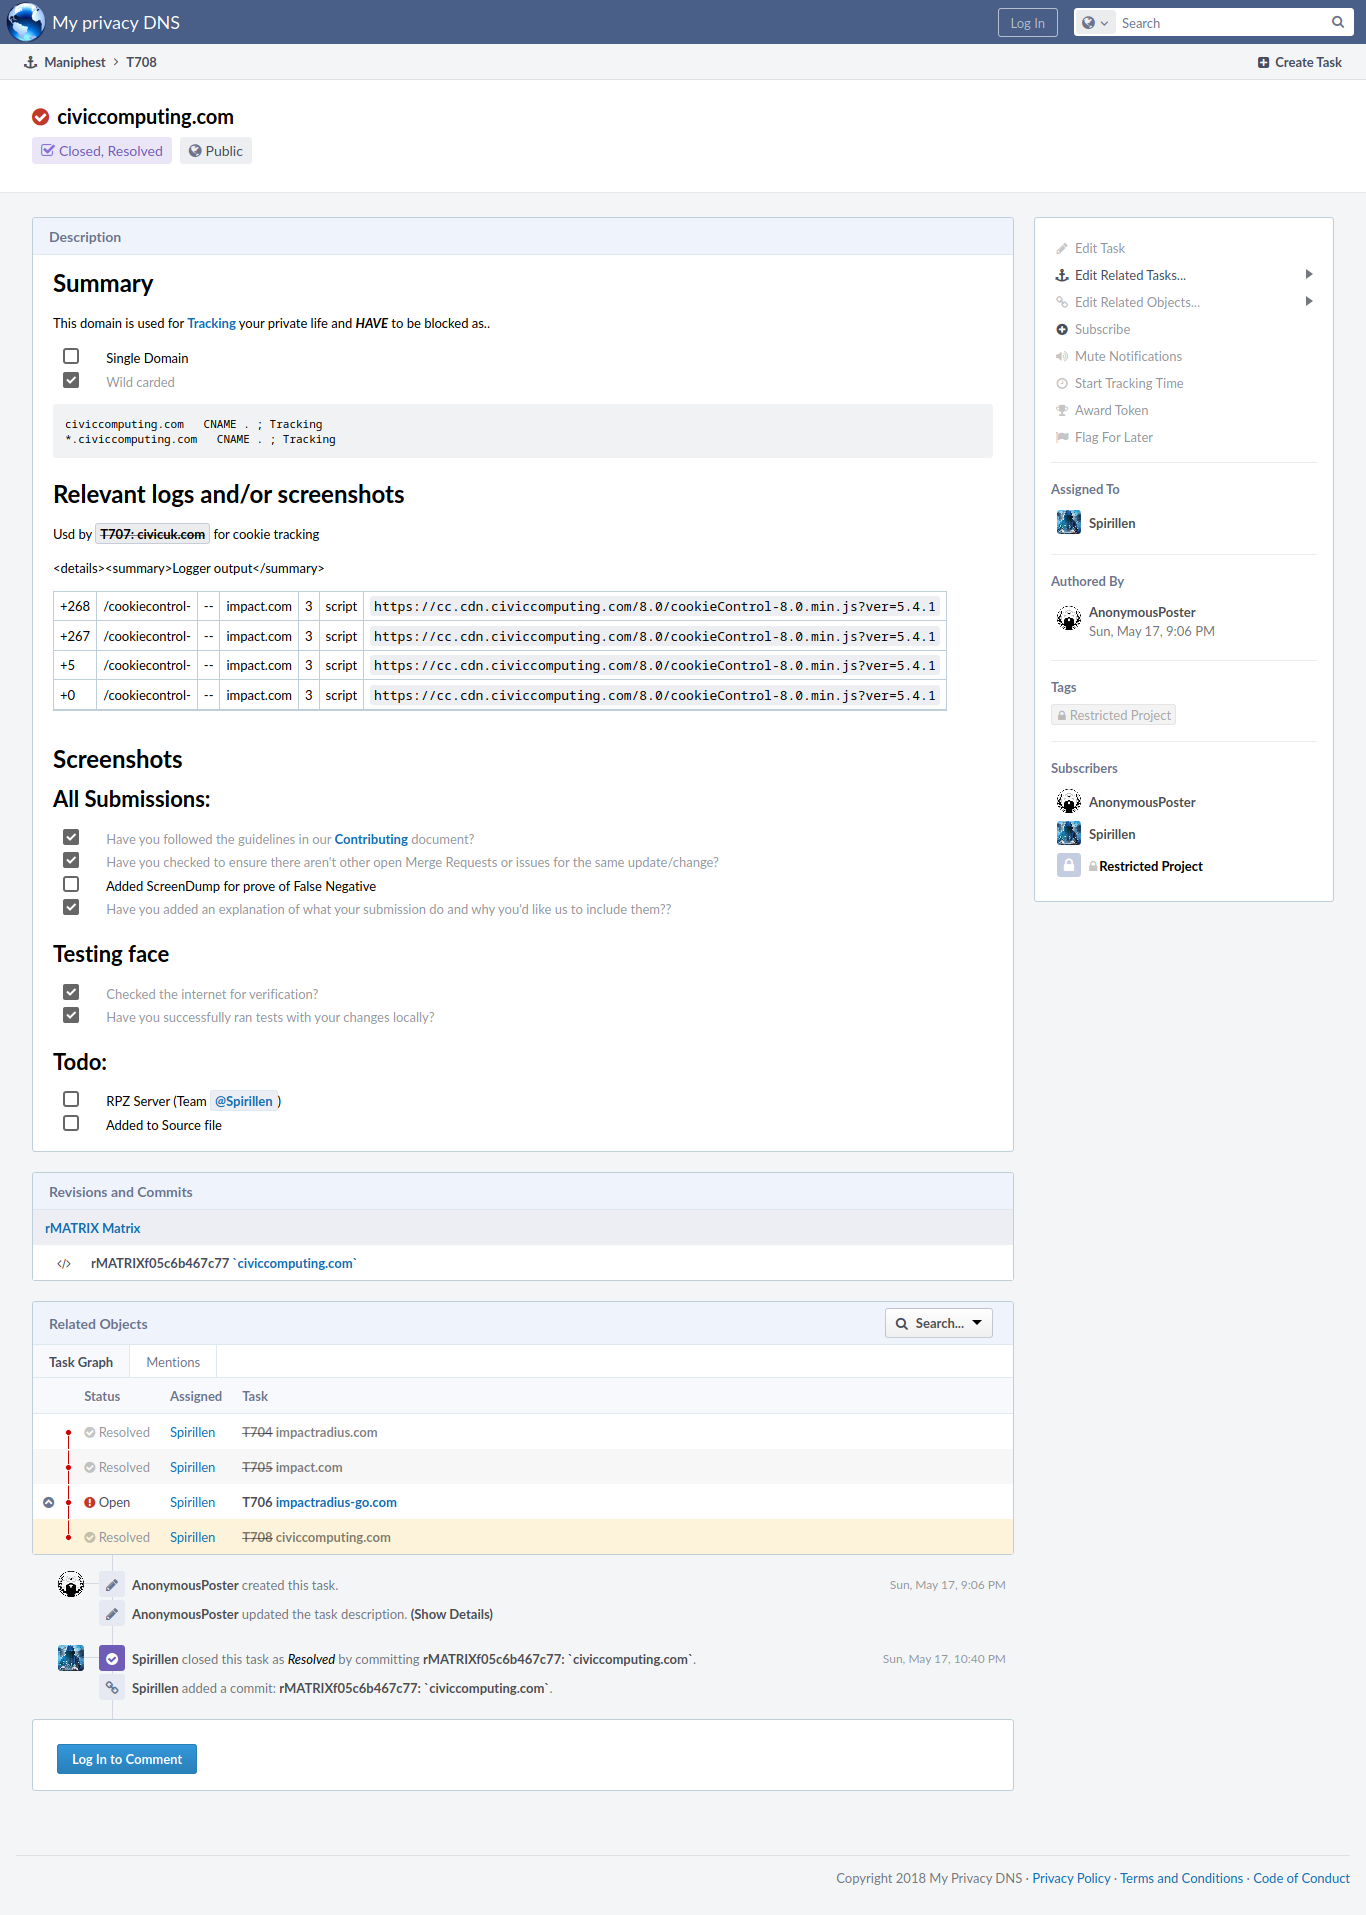 My privacy DNS
Log In
Search
Maniphest > T708
Create Task
civiccomputing.com
Closed, Resolved
Public
Description
Summary
This domain is used for Tracking your private life and HAVE to be blocked as..
Single Domain
Wild carded
civiccomputing.com   CNAME . ; Tracking
*.civiccomputing.com   CNAME . ; Tracking
Relevant logs and/or screenshots
Usd by T707: civicuk.com for cookie tracking
<details><summary>Logger output</summary>
+268 /cookiecontrol- -- impact.com 3 script https://cc.cdn.civiccomputing.com/8.0/cookieControl-8.0.min.js?ver=5.4.1
+267 /cookiecontrol- -- impact.com 3 script https://cc.cdn.civiccomputing.com/8.0/cookieControl-8.0.min.js?ver=5.4.1
+5 /cookiecontrol- -- impact.com 3 script https://cc.cdn.civiccomputing.com/8.0/cookieControl-8.0.min.js?ver=5.4.1
+0 /cookiecontrol- -- impact.com 3 script https://cc.cdn.civiccomputing.com/8.0/cookieControl-8.0.min.js?ver=5.4.1
Screenshots
All Submissions:
Have you followed the guidelines in our Contributing document?
Have you checked to ensure there aren't other open Merge Requests or issues for the same update/change?
Added ScreenDump for prove of False Negative
Have you added an explanation of what your submission do and why you'd like us to include them??
Testing face
Checked the internet for verification?
Have you successfully ran tests with your changes locally?
Todo:
RPZ Server (Team @Spirillen )
Added to Source file
Edit Task
Edit Related Tasks...
Edit Related Objects...
Subscribe
Mute Notifications
Start Tracking Time
Award Token
Flag For Later
Assigned To
Spirillen
Authored By
AnonymousPoster
Sun, May 17, 9:06 PM
Tags
Restricted Project
Subscribers
AnonymousPoster
Spirillen
Restricted Project
Revisions and Commits
rMATRIX Matrix
</> rMATRIXf05c6b467c77 `civiccomputing.com`
Related Objects
Search...
Task Graph Mentions
Status Assigned Task
Resolved Spirillen T704 impactradius.com
Resolved Spirillen T705 impact.com
Open Spirillen T706 impactradius-go.com
Resolved Spirillen T708 civiccomputing.com
AnonymousPoster created this task. Sun, May 17, 9:06 PM
AnonymousPoster updated the task description. (Show Details)
Spirillen closed this task as Resolved by committing rMATRIXf05c6b467c77: `civiccomputing.com`. Sun, May 17, 10:40 PM
Spirillen added a commit: rMATRIXf05c6b467c77: `civiccomputing.com`.
Log In to Comment
Copyright 2018 My Privacy DNS · Privacy Policy · Terms and Conditions · Code of Conduct